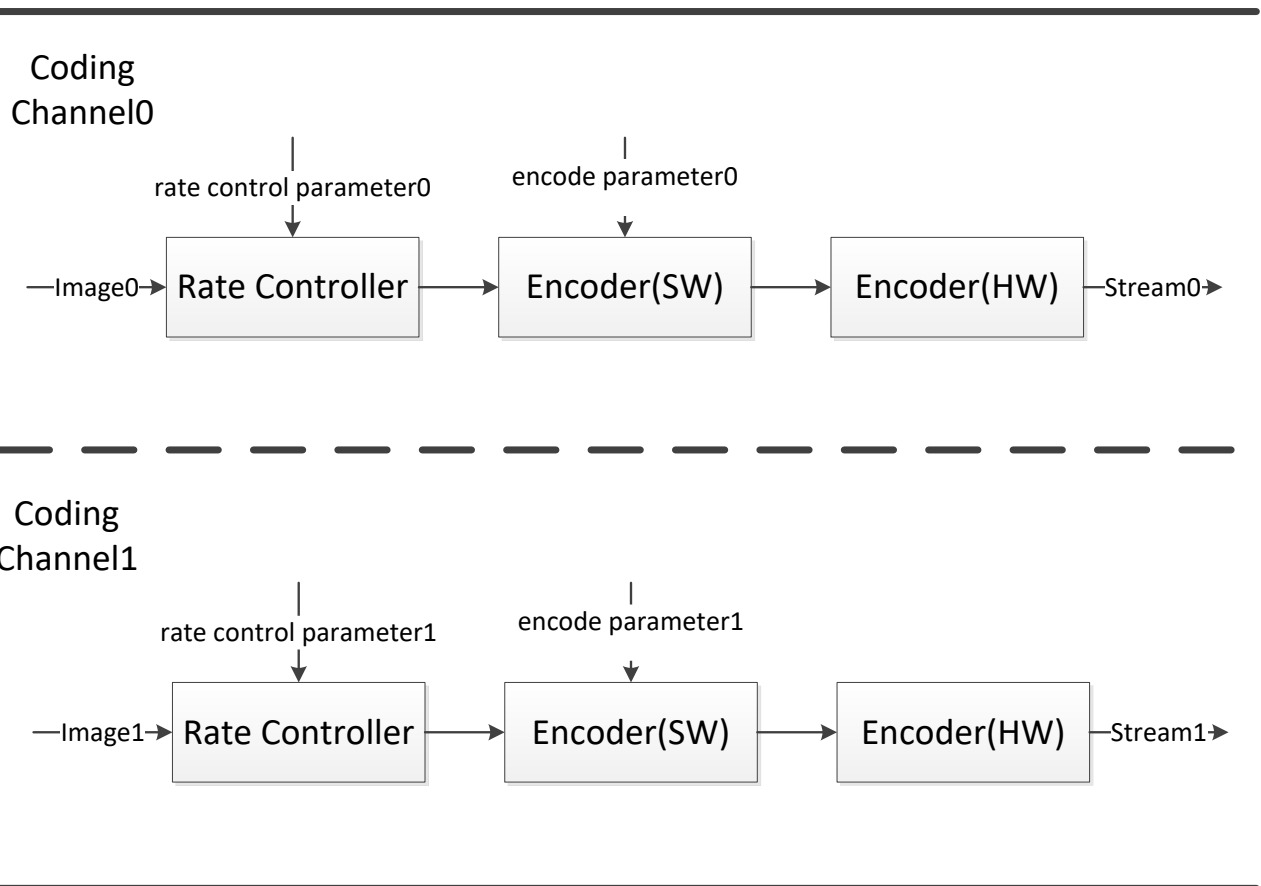 Coding
Channel0
rate control parameter0
encode parameter0
Image0
Rate Controller
Encoder(SW)
Encoder(HW)
Stream0
Coding
Channel1
rate control parameter1
encode parameter1
Image1
Rate Controller
Encoder(SW)
Encoder(HW)
Stream1